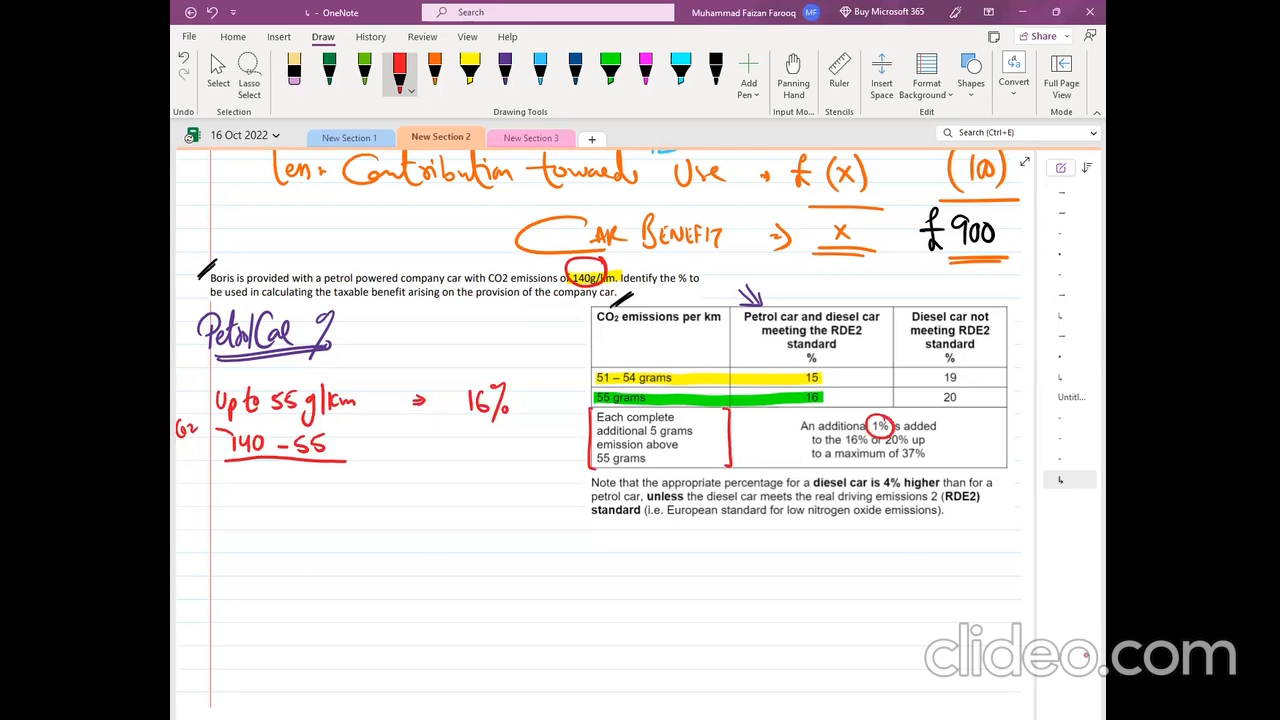 - OneNote
Search
Muhammad Faizan Farooq
MF
Buy Microsoft 365
File
Home
Insert
Draw
History
Review
View
Help
Share
Undo
Select
Lasso
Select
Add
Pen
Panning
Hand
Ruler
Insert
Space
Format
Background
Shapes
Convert
Full Page
View
Undo
Selection
Drawing Tools
Input Mo...
Stencils
Edit
Mode
16 Oct 2022
New Section 1
New Section 2
New Section 3
Search (Ctrl+E)
Less: Contribution towards Use £ (x) (100)
CAR BENEFIT => x £900
Boris is provided with a petrol powered company car with CO2 emissions of 140g/km. Identify the % to
be used in calculating the taxable benefit arising on the provision of the company car.
Petrol Car %
Up to 55 g/km => 16%
140 - 55
CO2 emissions per km
Petrol car and diesel car
meeting the RDE2
standard
%
Diesel car not
meeting RDE2
standard
%
51 – 54 grams 15 19
55 grams 16 20
Each complete
additional 5 grams
emission above
55 grams
An additional 1% is added
to the 16% or 20% up
to a maximum of 37%
Note that the appropriate percentage for a diesel car is 4% higher than for a
petrol car, unless the diesel car meets the real driving emissions 2 (RDE2)
standard (i.e. European standard for low nitrogen oxide emissions).
Untitl...
clideo.com